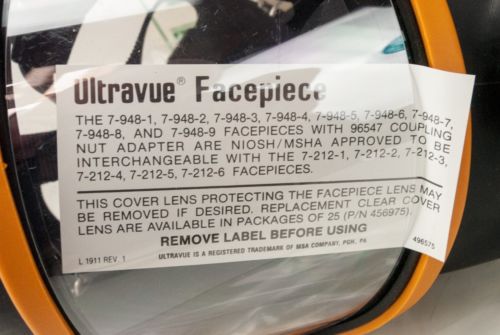 Ultravue® Facepiece
THE 7-948-1, 7-948-2, 7-948-3, 7-948-4, 7-948-5, 7-948-6, 7-948-7,
7-948-8, AND 7-948-9 FACEPIECES WITH 96547 COUPLING
NUT ADAPTER ARE NIOSH/MSHA APPROVED TO BE
INTERCHANGEABLE WITH THE 7-212-1, 7-212-2, 7-212-3,
7-212-4, 7-212-5, 7-212-6 FACEPIECES.
THIS COVER LENS PROTECTING THE FACEPIECE LENS MAY
BE REMOVED IF DESIRED. REPLACEMENT CLEAR COVER
LENS ARE AVAILABLE IN PACKAGES OF 25 (P/N 456975).
REMOVE LABEL BEFORE USING
L 1911 REV. 1 ULTRAVUE IS A REGISTERED TRADEMARK OF MSA COMPANY, PGH, PA 496575